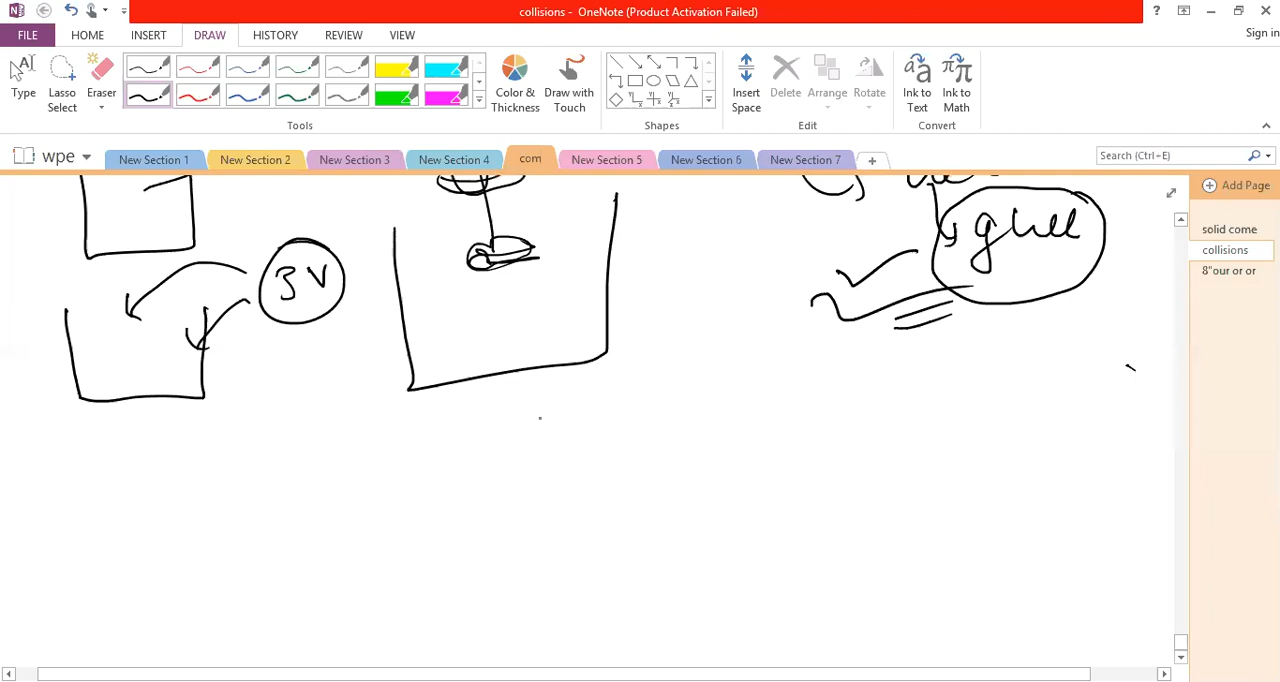 collisions - OneNote (Product Activation Failed)
?
FILE HOME INSERT DRAW HISTORY REVIEW VIEW
Sign in
Type
Lasso Select
Eraser
Color & Thickness
Draw with Touch
Insert Space
Delete
Arrange
Rotate
Ink to Text
Ink to Math
Tools
Shapes
Edit
Convert
wpe
New Section 1
New Section 2
New Section 3
New Section 4
com
New Section 5
New Section 6
New Section 7
Search (Ctrl+E)
Add Page
solid come
collisions
8"our or or
3V